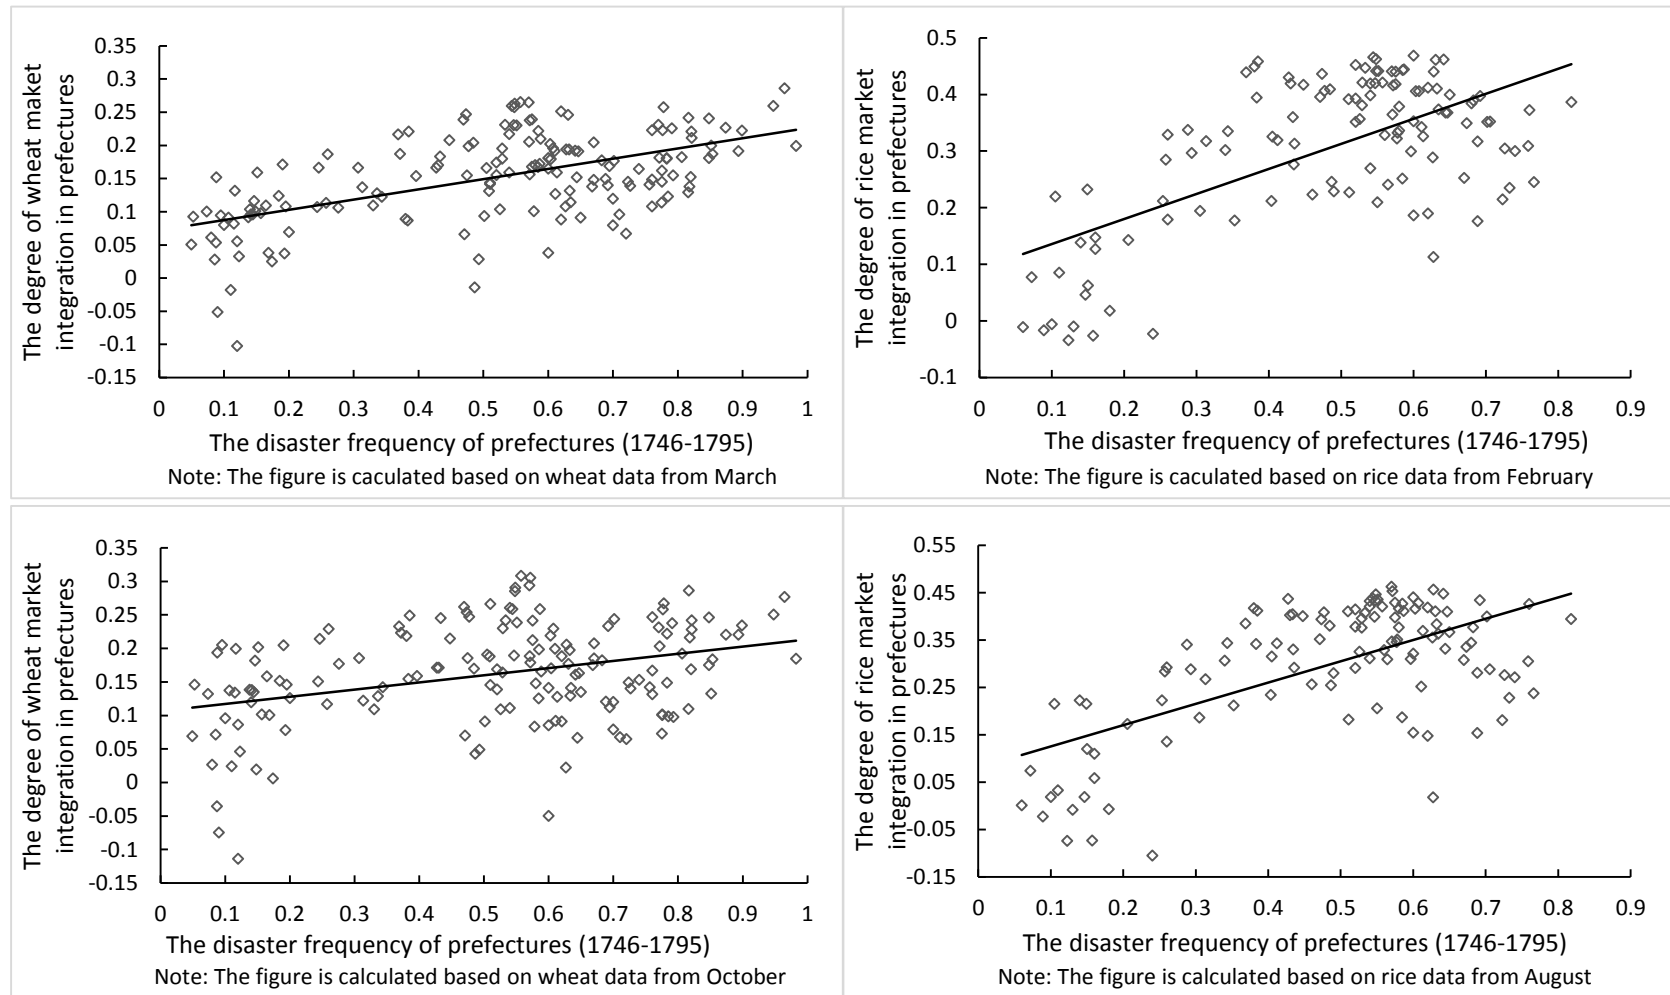 The degree of wheat maket
integration in prefectures
0.35
0.3
0.25
0.2
0.15
0.1
0.05
0
-0.05
-0.1
-0.15
0 0.1 0.2 0.3 0.4 0.5 0.6 0.7 0.8 0.9 1
The disaster frequency of prefectures (1746-1795)
Note: The figure is caculated based on wheat data from March
The degree of rice market
integration in prefectures
0.5
0.4
0.3
0.2
0.1
0
-0.1
0 0.1 0.2 0.3 0.4 0.5 0.6 0.7 0.8 0.9
The disaster frequency of prefectures (1746-1795)
Note: The figure is caculated based on rice data from February
The degree of wheat market
integration in prefectures
0.35
0.3
0.25
0.2
0.15
0.1
0.05
0
-0.05
-0.1
-0.15
0 0.1 0.2 0.3 0.4 0.5 0.6 0.7 0.8 0.9 1
The disaster frequency of prefectures (1746-1795)
Note: The figure is calculated based on wheat data from October
The degree of rice market
integration in prefectures
0.55
0.45
0.35
0.25
0.15
0.05
-0.05
-0.15
0 0.1 0.2 0.3 0.4 0.5 0.6 0.7 0.8 0.9
The disaster frequency of prefectures (1746-1795)
Note: The figure is calculated based on rice data from August